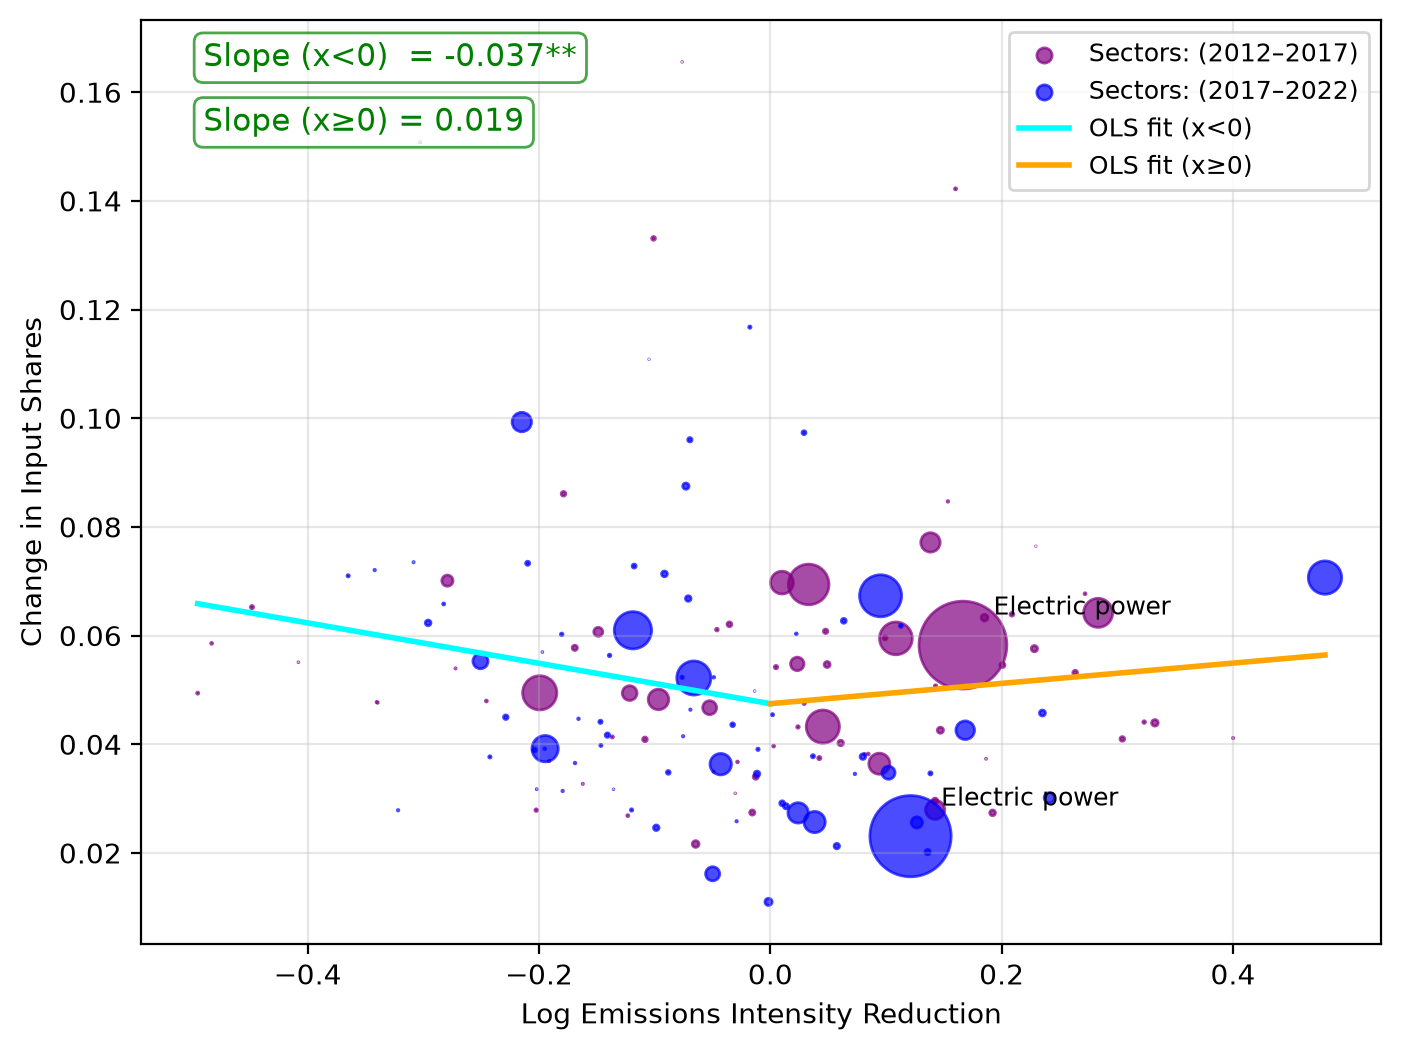 Slope (x<0)  = -0.037**
Slope (x≥0) = 0.019
Sectors: (2012–2017)
Sectors: (2017–2022)
OLS fit (x<0)
OLS fit (x≥0)
Electric power
Electric power
0.16
0.14
0.12
0.10
0.08
0.06
0.04
0.02
Change in Input Shares
−0.4
−0.2
0.0
0.2
0.4
Log Emissions Intensity Reduction